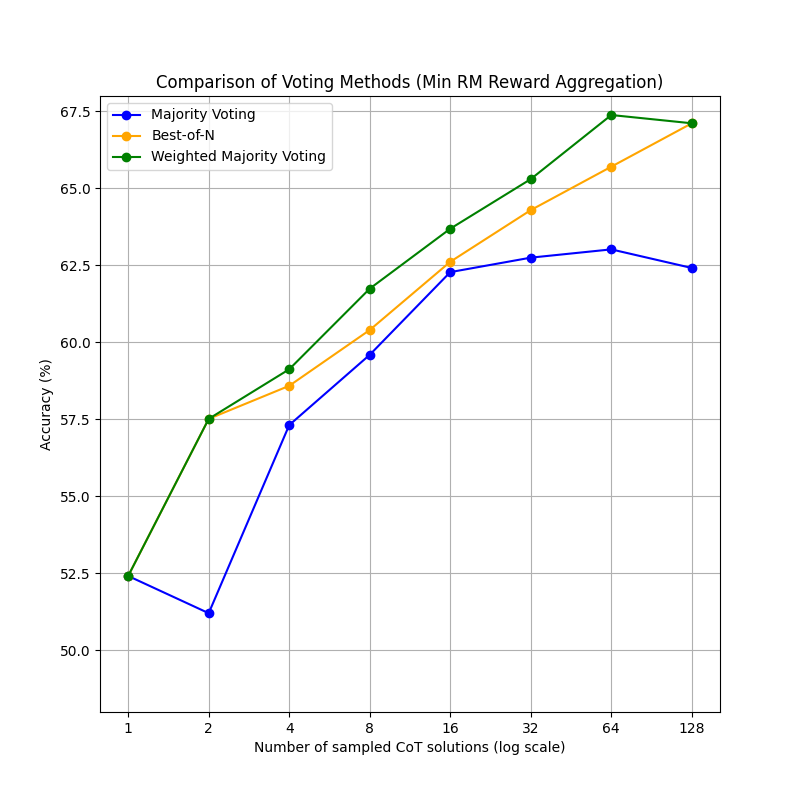 Comparison of Voting Methods (Min RM Reward Aggregation)
Majority Voting
Best-of-N
Weighted Majority Voting
67.5
65.0
62.5
60.0
57.5
55.0
52.5
50.0
Accuracy (%)
1 2 4 8 16 32 64 128
Number of sampled CoT solutions (log scale)